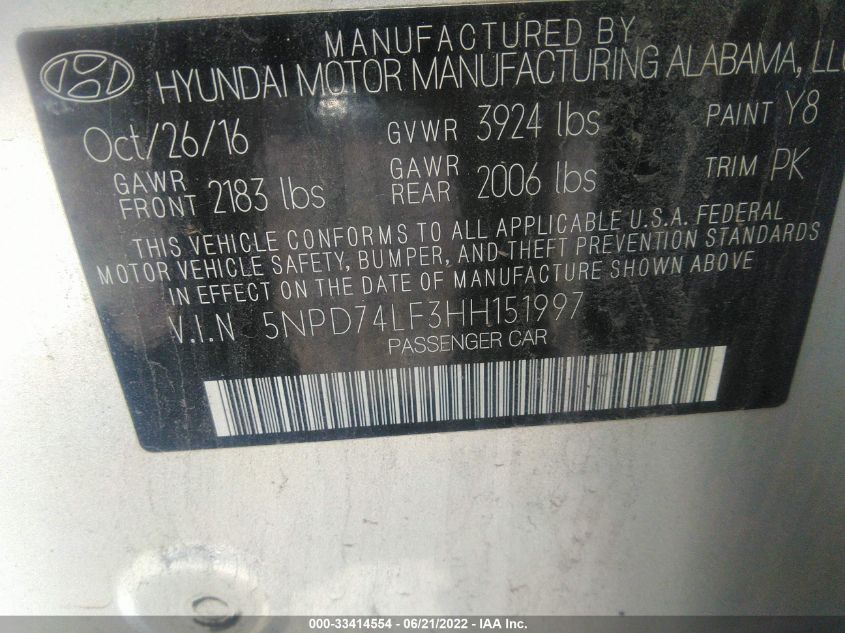 MANUFACTURED BY
HYUNDAI MOTOR MANUFACTURING ALABAMA, LLC
Oct/26/16 GVWR 3924 lbs PAINT Y8
GAWR FRONT 2183 lbs GAWR REAR 2006 lbs TRIM PK
THIS VEHICLE CONFORMS TO ALL APPLICABLE U.S.A. FEDERAL
MOTOR VEHICLE SAFETY, BUMPER, AND THEFT PREVENTION STANDARDS
IN EFFECT ON THE DATE OF MANUFACTURE SHOWN ABOVE
V.I.N 5NPD74LF3HH151997
PASSENGER CAR
000-33414554 - 06/21/2022 - IAA Inc.